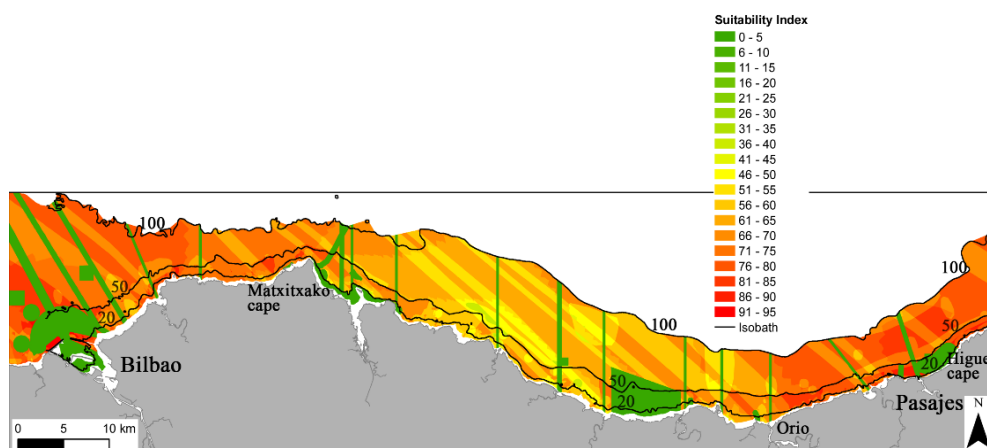 Suitability Index
0 - 5
6 - 10
11 - 15
16 - 20
21 - 25
26 - 30
31 - 35
36 - 40
41 - 45
46 - 50
51 - 55
56 - 60
61 - 65
66 - 70
71 - 75
76 - 80
81 - 85
86 - 90
91 - 95
Isobath
100
50
20
Matxitxako
cape
Bilbao
100
50
20
Orio
100
50
20
Higue
cape
Pasajes
N
0 5 10 km